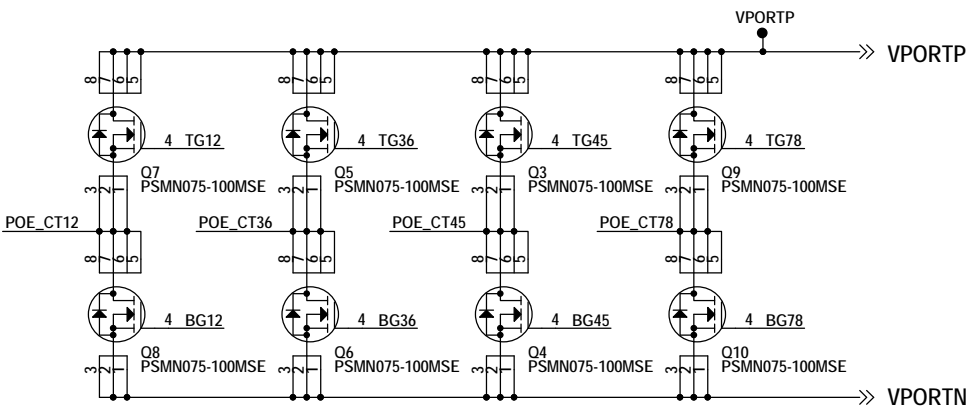 VPORTP
VPORTP
8 7 6 5 8 7 6 5 8 7 6 5 8 7 6 5
4 TG12 4 TG36 4 TG45 4 TG78
Q7 Q5 Q3 Q9
3 2 1 PSMN075-100MSE 3 2 1 PSMN075-100MSE 3 2 1 PSMN075-100MSE 3 2 1 PSMN075-100MSE
POE_CT12 POE_CT36 POE_CT45 POE_CT78
8 7 6 5 8 7 6 5 8 7 6 5 8 7 6 5
4 BG12 4 BG36 4 BG45 4 BG78
Q8 Q6 Q4 Q10
3 2 1 PSMN075-100MSE 3 2 1 PSMN075-100MSE 3 2 1 PSMN075-100MSE 3 2 1 PSMN075-100MSE
VPORTN